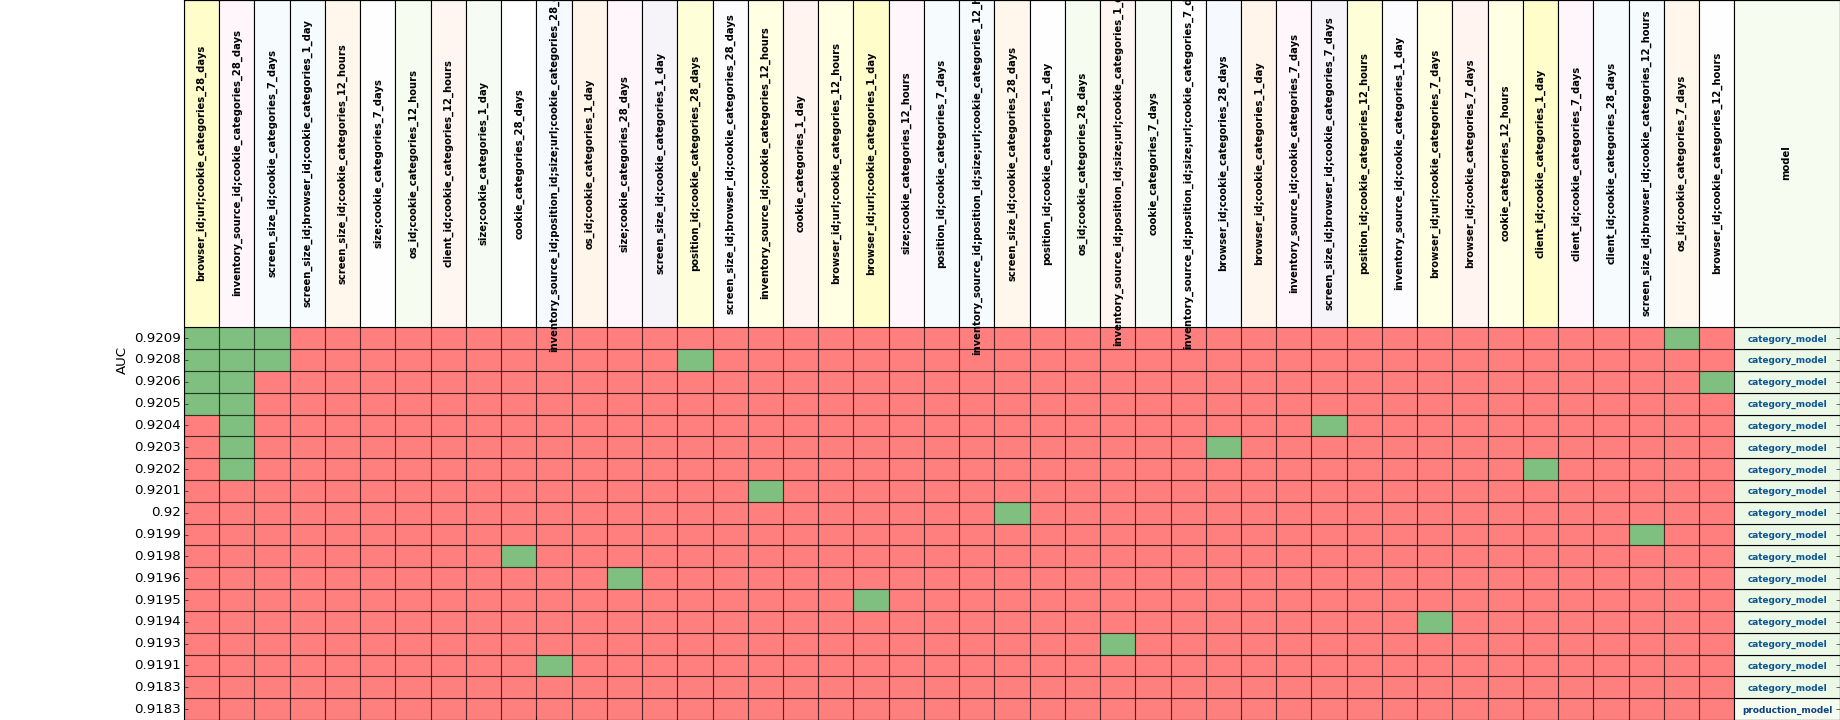 browser_id;url;cookie_categories_28_days
inventory_source_id;cookie_categories_28_days
screen_size_id;cookie_categories_7_days
screen_size_id;browser_id;cookie_categories_1_day
screen_size_id;cookie_categories_12_hours
size;cookie_categories_7_days
os_id;cookie_categories_12_hours
client_id;cookie_categories_12_hours
size;cookie_categories_1_day
cookie_categories_28_days
inventory_source_id;position_id;size;url;cookie_categories_28_
os_id;cookie_categories_1_day
size;cookie_categories_28_days
screen_size_id;cookie_categories_1_day
position_id;cookie_categories_28_days
screen_size_id;browser_id;cookie_categories_28_days
inventory_source_id;cookie_categories_12_hours
cookie_categories_1_day
browser_id;url;cookie_categories_12_hours
browser_id;url;cookie_categories_1_day
size;cookie_categories_12_hours
position_id;cookie_categories_7_days
inventory_source_id;position_id;size;url;cookie_categories_12_h
screen_size_id;cookie_categories_28_days
position_id;cookie_categories_1_day
os_id;cookie_categories_28_days
inventory_source_id;position_id;size;url;cookie_categories_1_
cookie_categories_7_days
inventory_source_id;position_id;size;url;cookie_categories_7_d
browser_id;cookie_categories_28_days
browser_id;cookie_categories_1_day
inventory_source_id;cookie_categories_7_days
screen_size_id;browser_id;cookie_categories_7_days
position_id;cookie_categories_12_hours
inventory_source_id;cookie_categories_1_day
browser_id;url;cookie_categories_7_days
browser_id;cookie_categories_7_days
cookie_categories_12_hours
client_id;cookie_categories_1_day
client_id;cookie_categories_7_days
client_id;cookie_categories_28_days
screen_size_id;browser_id;cookie_categories_12_hours
os_id;cookie_categories_7_days
browser_id;cookie_categories_12_hours
model
AUC
0.9209 category_model
0.9208 category_model
0.9206 category_model
0.9205 category_model
0.9204 category_model
0.9203 category_model
0.9202 category_model
0.9201 category_model
0.92 category_model
0.9199 category_model
0.9198 category_model
0.9196 category_model
0.9195 category_model
0.9194 category_model
0.9193 category_model
0.9191 category_model
0.9183 category_model
0.9183 production_model